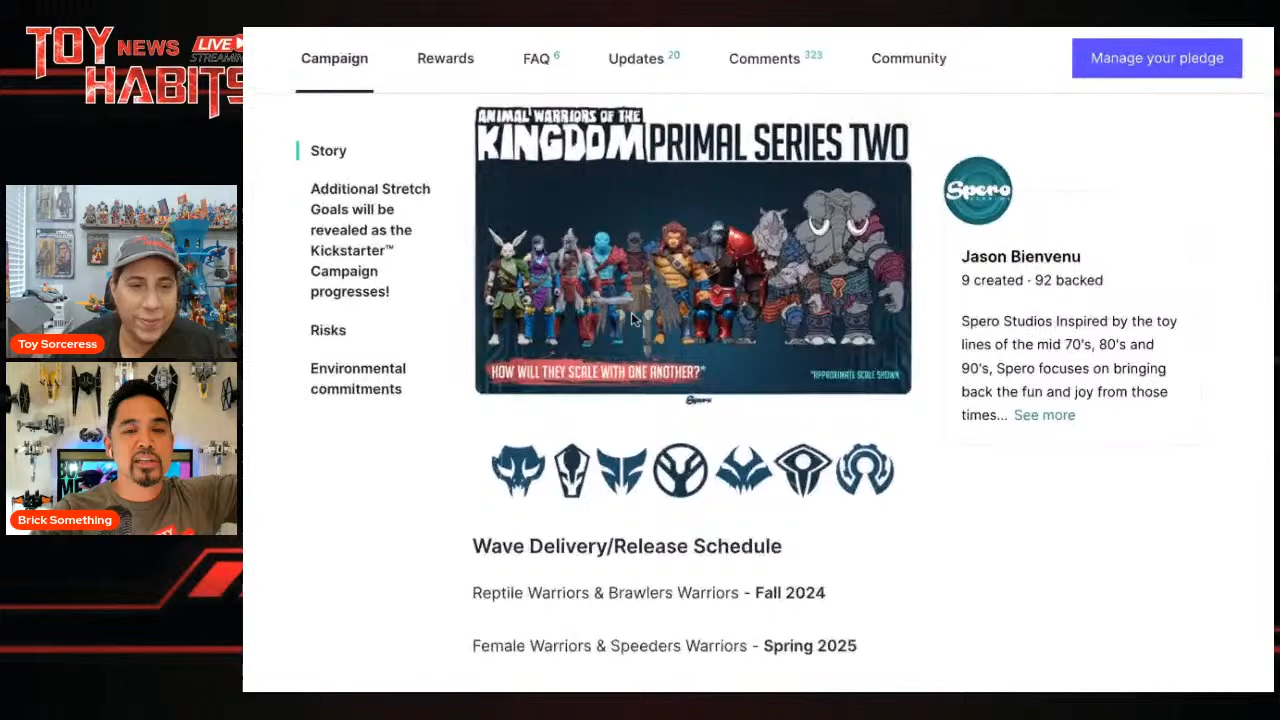 TOY NEWS LIVE
STREAMIN
HABITS
Campaign
Rewards
FAQ 6
Updates 20
Comments 323
Community
Manage your pledge
Story
Additional Stretch
Goals will be
revealed as the
Kickstarter™
Campaign
progresses!
Risks
Environmental
commitments
ANIMAL WARRIORS OF THE
KINGDOM PRIMAL SERIES TWO
HOW WILL THEY SCALE WITH ONE ANOTHER?*
*APPROXIMATE SCALE SHOWN
Spero
Spero
STUDIOS
Jason Bienvenu
9 created · 92 backed
Spero Studios Inspired by the toy
lines of the mid 70's, 80's and
90's, Spero focuses on bringing
back the fun and joy from those
times... See more
Wave Delivery/Release Schedule
Reptile Warriors & Brawlers Warriors - Fall 2024
Female Warriors & Speeders Warriors - Spring 2025
Toy Sorceress
Brick Something